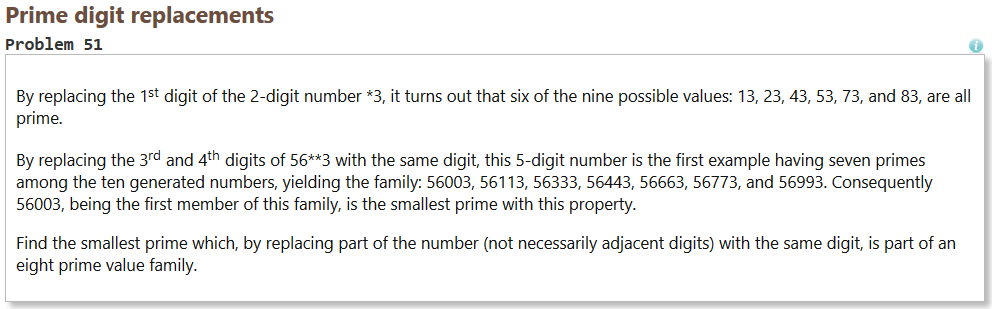 Prime digit replacements
Problem 51
i
By replacing the 1st digit of the 2-digit number *3, it turns out that six of the nine possible values: 13, 23, 43, 53, 73, and 83, are all
prime.
By replacing the 3rd and 4th digits of 56**3 with the same digit, this 5-digit number is the first example having seven primes
among the ten generated numbers, yielding the family: 56003, 56113, 56333, 56443, 56663, 56773, and 56993. Consequently
56003, being the first member of this family, is the smallest prime with this property.
Find the smallest prime which, by replacing part of the number (not necessarily adjacent digits) with the same digit, is part of an
eight prime value family.